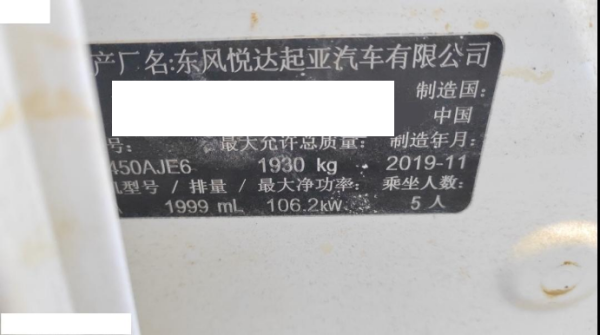 产厂名:东风悦达起亚汽车有限公司
制造国:
中国
号: 最大允许总质量: 制造年月:
450AJE6 1930 kg 2019-11
型号 / 排量 / 最大净功率: 乘坐人数:
1999 mL 106.2kW 5 人